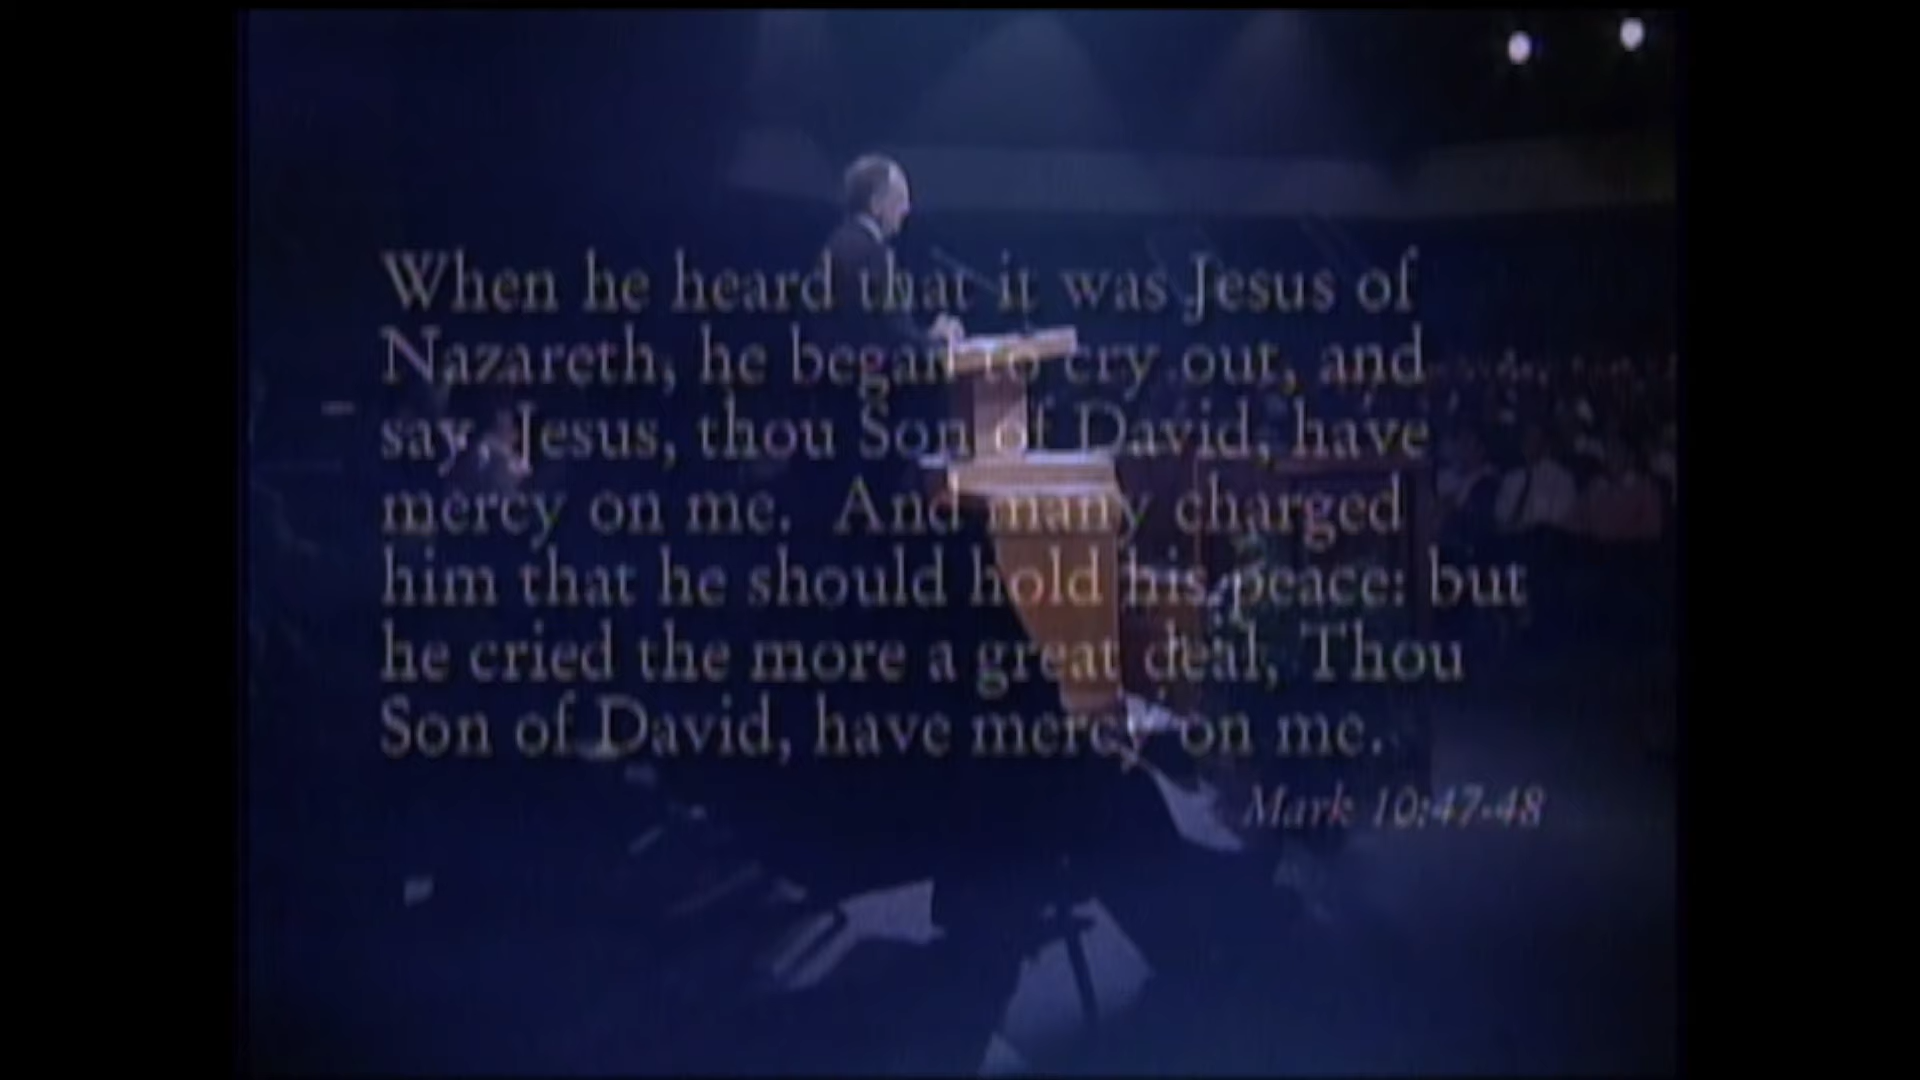 When he heard that it was Jesus of
Nazareth, he began to cry out, and
say, Jesus, thou Son of David, have
mercy on me.  And many charged
him that he should hold his peace: but
he cried the more a great deal, Thou
Son of David, have mercy on me.
Mark 10:47-48